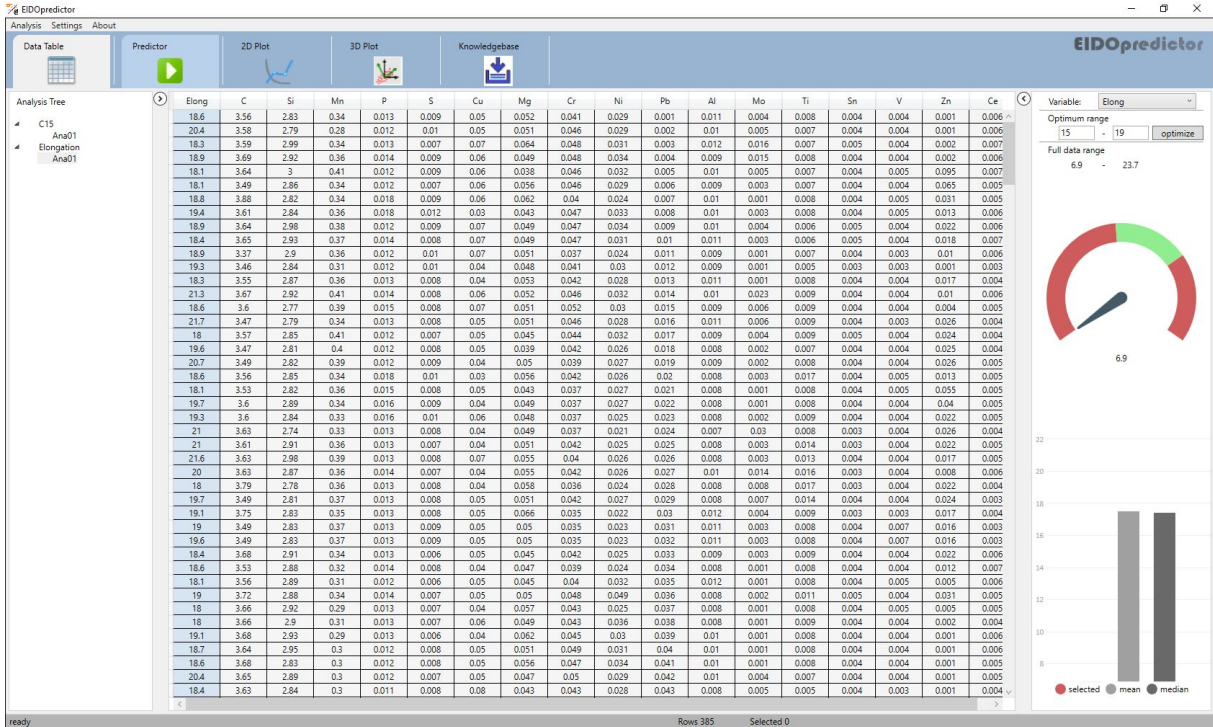 EIDOpredictor
Analysis Settings About
Data Table Predictor 2D Plot 3D Plot Knowledgebase EIDOpredictor
Analysis Tree
C15
Ana01
Elongation
Ana01
Elong C Si Mn P S Cu Mg Cr Ni Pb Al Mo Ti Sn V Zn Ce
18.6 3.56 2.83 0.34 0.013 0.009 0.05 0.052 0.041 0.029 0.001 0.011 0.004 0.008 0.004 0.004 0.001 0.006
20.4 3.58 2.79 0.28 0.012 0.01 0.05 0.051 0.046 0.029 0.002 0.01 0.005 0.007 0.004 0.004 0.001 0.006
18.3 3.59 2.99 0.34 0.013 0.007 0.07 0.064 0.048 0.031 0.003 0.012 0.016 0.007 0.005 0.004 0.002 0.007
18.9 3.69 2.92 0.36 0.014 0.009 0.06 0.049 0.048 0.034 0.004 0.009 0.015 0.008 0.004 0.004 0.002 0.006
18.1 3.64 3 0.41 0.012 0.009 0.06 0.038 0.046 0.032 0.005 0.01 0.005 0.007 0.004 0.005 0.095 0.007
18.1 3.49 2.86 0.34 0.012 0.007 0.06 0.056 0.046 0.029 0.006 0.009 0.003 0.007 0.004 0.004 0.065 0.005
18.8 3.88 2.82 0.34 0.018 0.009 0.06 0.062 0.04 0.024 0.007 0.01 0.001 0.008 0.004 0.005 0.031 0.005
19.4 3.61 2.84 0.36 0.018 0.012 0.03 0.043 0.047 0.033 0.008 0.01 0.003 0.008 0.004 0.005 0.013 0.006
18.9 3.64 2.98 0.38 0.012 0.009 0.07 0.049 0.047 0.034 0.009 0.01 0.004 0.006 0.005 0.004 0.022 0.006
18.4 3.65 2.93 0.37 0.014 0.008 0.07 0.049 0.047 0.031 0.01 0.011 0.003 0.006 0.005 0.004 0.018 0.007
18.9 3.37 2.9 0.36 0.012 0.01 0.07 0.051 0.037 0.024 0.011 0.009 0.001 0.007 0.004 0.003 0.01 0.006
19.3 3.46 2.84 0.31 0.012 0.01 0.04 0.048 0.041 0.03 0.012 0.009 0.001 0.005 0.003 0.003 0.001 0.003
18.3 3.55 2.87 0.36 0.013 0.008 0.04 0.053 0.042 0.028 0.013 0.011 0.001 0.008 0.004 0.004 0.017 0.004
21.3 3.67 2.92 0.41 0.014 0.008 0.06 0.052 0.046 0.032 0.014 0.01 0.023 0.009 0.004 0.004 0.01 0.006
18.6 3.6 2.77 0.39 0.015 0.008 0.07 0.051 0.052 0.03 0.015 0.009 0.006 0.009 0.004 0.004 0.004 0.005
21.7 3.47 2.79 0.34 0.013 0.008 0.05 0.051 0.046 0.028 0.016 0.011 0.006 0.009 0.004 0.003 0.026 0.004
18 3.57 2.85 0.41 0.012 0.007 0.05 0.045 0.044 0.032 0.017 0.009 0.004 0.009 0.005 0.004 0.024 0.004
19.6 3.47 2.81 0.4 0.012 0.008 0.05 0.039 0.042 0.026 0.018 0.008 0.002 0.007 0.004 0.004 0.025 0.004
20.7 3.49 2.82 0.39 0.012 0.009 0.04 0.05 0.039 0.027 0.019 0.009 0.002 0.008 0.004 0.004 0.026 0.005
18.6 3.56 2.85 0.34 0.018 0.01 0.03 0.056 0.042 0.026 0.02 0.008 0.003 0.017 0.004 0.005 0.013 0.005
18.1 3.53 2.82 0.36 0.015 0.008 0.05 0.043 0.037 0.027 0.021 0.008 0.001 0.008 0.004 0.005 0.055 0.005
19.7 3.6 2.89 0.34 0.016 0.009 0.04 0.049 0.037 0.027 0.022 0.008 0.001 0.008 0.004 0.004 0.04 0.005
19.3 3.6 2.84 0.33 0.016 0.01 0.06 0.048 0.037 0.025 0.023 0.008 0.002 0.009 0.004 0.004 0.022 0.005
21 3.63 2.74 0.33 0.013 0.008 0.04 0.049 0.037 0.021 0.024 0.007 0.03 0.008 0.003 0.004 0.026 0.004
21 3.61 2.91 0.36 0.013 0.007 0.04 0.051 0.042 0.025 0.025 0.008 0.003 0.014 0.003 0.004 0.022 0.005
21.6 3.63 2.98 0.39 0.013 0.008 0.07 0.055 0.04 0.026 0.026 0.008 0.003 0.013 0.004 0.004 0.017 0.005
20 3.63 2.87 0.36 0.014 0.007 0.04 0.055 0.042 0.026 0.027 0.01 0.014 0.016 0.003 0.004 0.008 0.006
18 3.79 2.78 0.36 0.013 0.008 0.04 0.058 0.036 0.024 0.028 0.008 0.008 0.017 0.003 0.004 0.022 0.004
19.7 3.49 2.81 0.37 0.013 0.008 0.05 0.051 0.042 0.027 0.029 0.008 0.007 0.014 0.004 0.004 0.024 0.003
19.1 3.75 2.83 0.35 0.013 0.008 0.05 0.066 0.035 0.022 0.03 0.012 0.004 0.009 0.003 0.003 0.017 0.004
19 3.49 2.83 0.37 0.013 0.009 0.05 0.05 0.035 0.023 0.031 0.011 0.003 0.008 0.004 0.007 0.016 0.003
19.6 3.49 2.83 0.37 0.013 0.009 0.05 0.05 0.035 0.023 0.032 0.011 0.003 0.008 0.004 0.007 0.016 0.003
18.4 3.68 2.91 0.34 0.013 0.006 0.05 0.045 0.042 0.025 0.033 0.009 0.003 0.009 0.004 0.004 0.022 0.006
18.6 3.53 2.88 0.32 0.014 0.008 0.04 0.047 0.039 0.024 0.034 0.008 0.001 0.008 0.004 0.004 0.012 0.007
18.1 3.56 2.89 0.31 0.012 0.006 0.05 0.045 0.04 0.032 0.035 0.012 0.001 0.008 0.004 0.005 0.005 0.006
19 3.72 2.88 0.34 0.014 0.007 0.05 0.05 0.048 0.049 0.036 0.008 0.002 0.011 0.005 0.004 0.031 0.005
18 3.66 2.92 0.29 0.013 0.007 0.04 0.057 0.043 0.025 0.037 0.008 0.001 0.008 0.004 0.005 0.005 0.005
18 3.66 2.9 0.31 0.013 0.007 0.06 0.049 0.043 0.036 0.038 0.008 0.001 0.009 0.004 0.004 0.002 0.004
19.1 3.68 2.93 0.29 0.013 0.006 0.04 0.062 0.045 0.03 0.039 0.01 0.001 0.008 0.004 0.004 0.001 0.006
18.7 3.64 2.95 0.3 0.012 0.008 0.05 0.051 0.049 0.031 0.04 0.01 0.001 0.008 0.004 0.004 0.001 0.006
18.6 3.68 2.83 0.3 0.012 0.008 0.05 0.056 0.047 0.034 0.041 0.01 0.001 0.008 0.004 0.004 0.001 0.005
20.4 3.65 2.89 0.3 0.012 0.007 0.05 0.047 0.05 0.029 0.042 0.01 0.004 0.007 0.004 0.004 0.001 0.005
18.4 3.63 2.84 0.3 0.011 0.008 0.08 0.043 0.043 0.028 0.043 0.008 0.005 0.005 0.004 0.003 0.001 0.004
Variable: Elong
Optimum range
15 - 19 optimize
Full data range
6.9 - 23.7
6.9
22
20
18
16
14
12
10
8
selected mean median
ready Rows 385 Selected 0